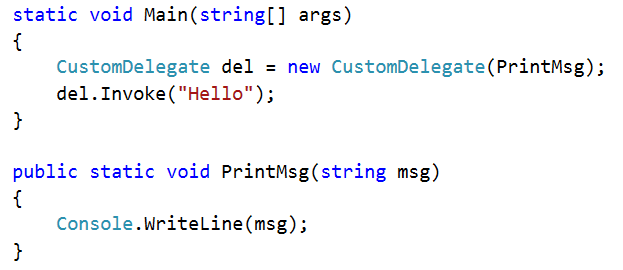 static void Main(string[] args)
{
    CustomDelegate del = new CustomDelegate(PrintMsg);
    del.Invoke("Hello");
}

public static void PrintMsg(string msg)
{
    Console.WriteLine(msg);
}